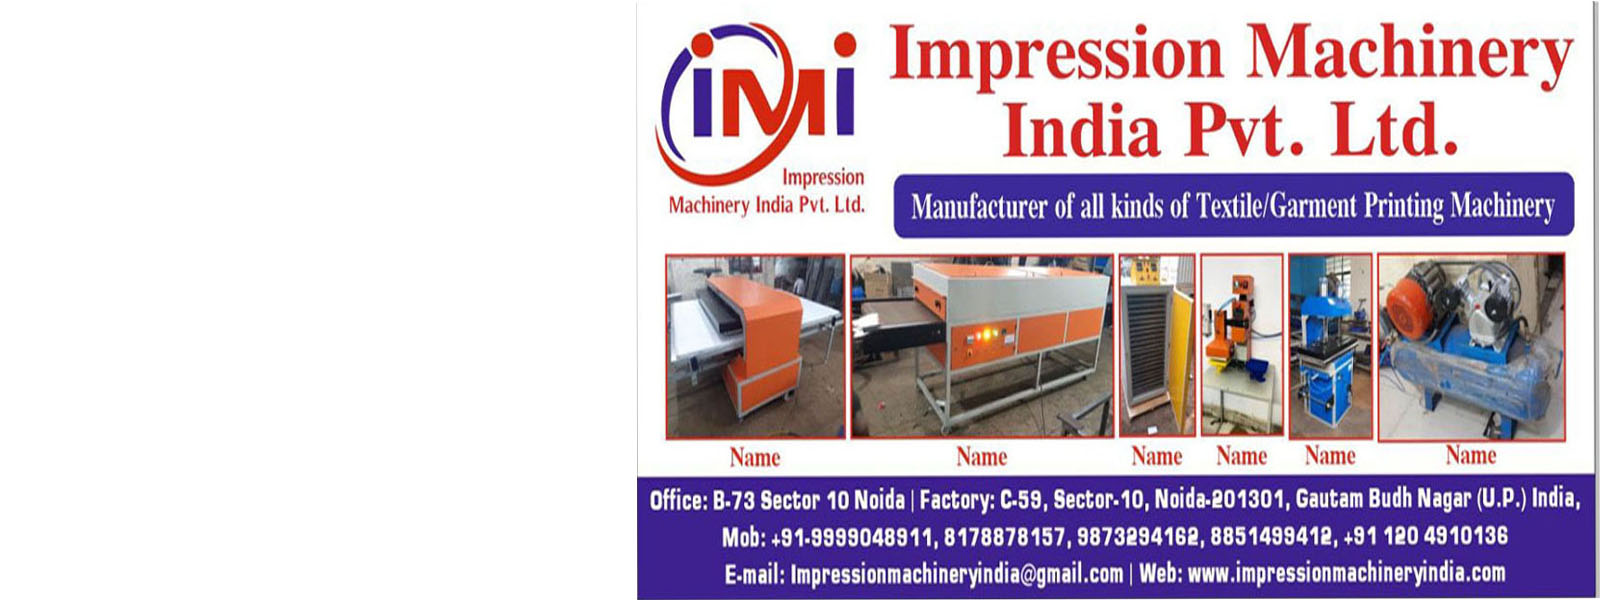 iMi
Impression
Machinery India Pvt. Ltd.
Impression Machinery
India Pvt. Ltd.
Manufacturer of all kinds of Textile/Garment Printing Machinery
Name
Name
Name
Name
Name
Name
Office: B-73 Sector 10 Noida | Factory: C-59, Sector-10, Noida-201301, Gautam Budh Nagar (U.P.) India,
Mob: +91-9999048911, 8178878157, 9873294162, 8851499412, +91 120 4910136
E-mail: Impressionmachineryindia@gmail.com | Web: www.impressionmachineryindia.com